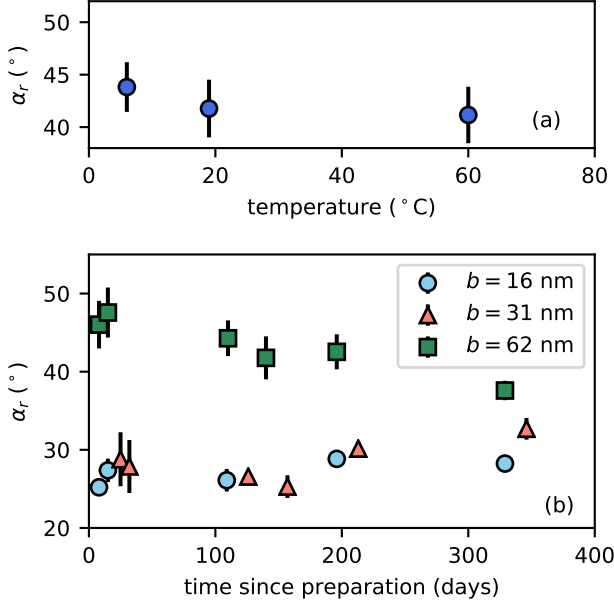 50
45
40
α_r (°)
(a)
0 20 40 60 80
temperature (°C)
50
40
30
20
α_r (°)
b = 16 nm
b = 31 nm
b = 62 nm
(b)
0 100 200 300 400
time since preparation (days)